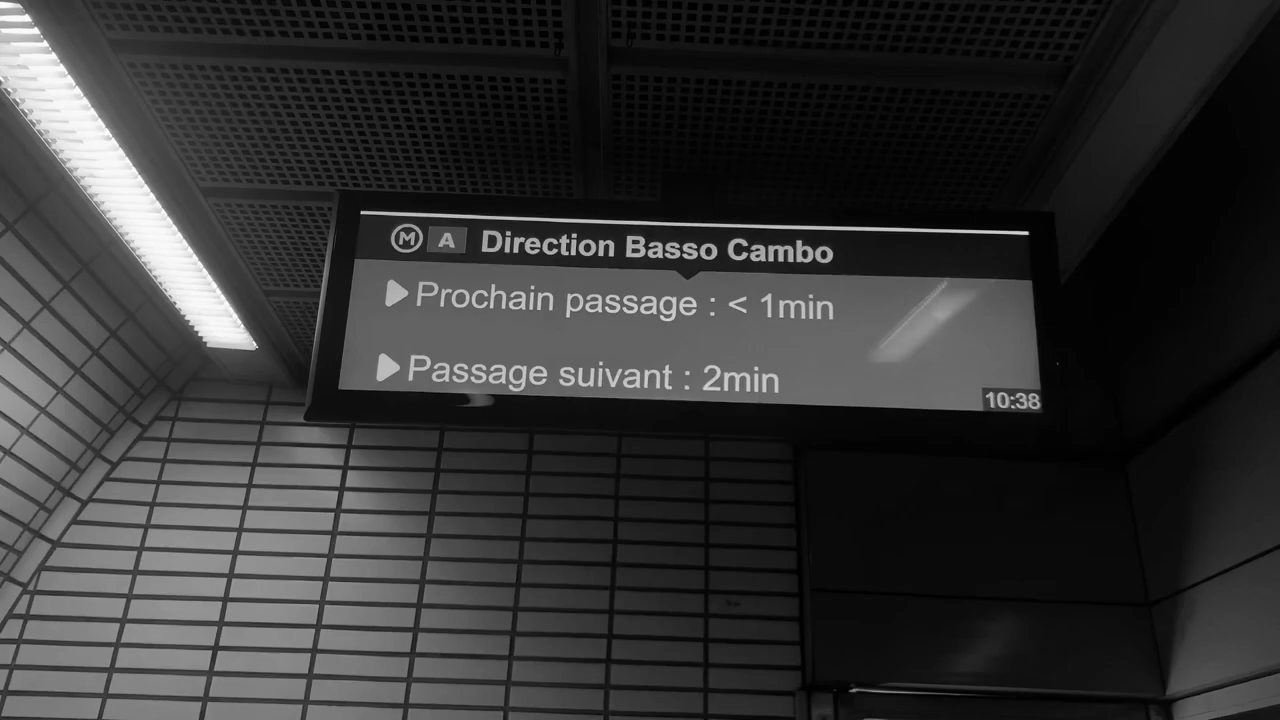 M A Direction Basso Cambo
Prochain passage : < 1min
Passage suivant : 2min
10:38